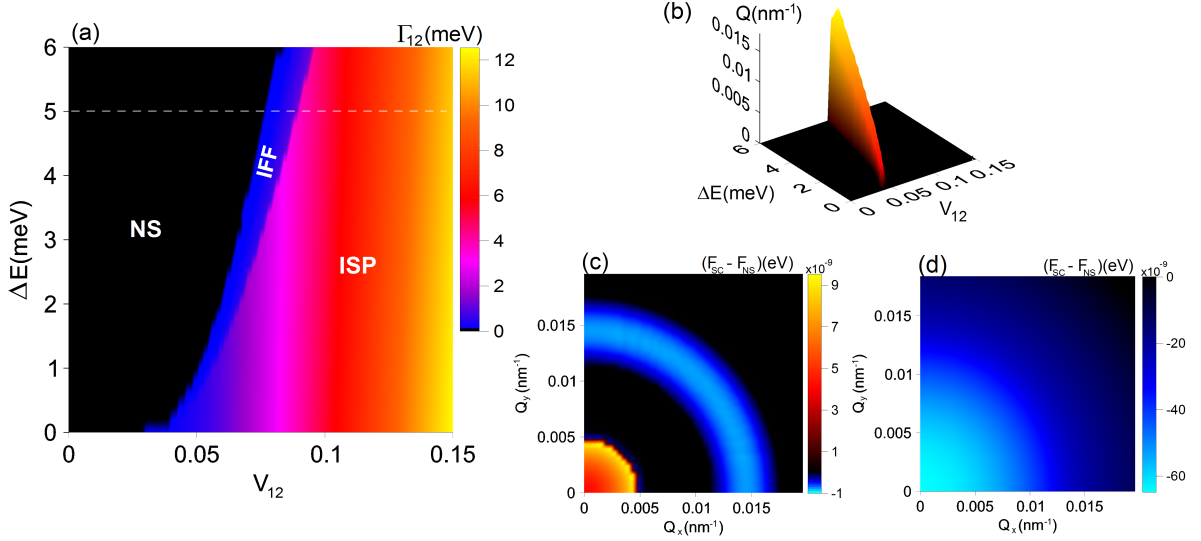 (a)
Γ12(meV)
6
5
4
3
2
1
0
ΔE(meV)
NS
IFF
ISP
0
0.05
0.1
0.15
V12
12
10
8
6
4
2
0
(b)
Q(nm-1)
0.015
0.01
0.005
0
6
4
2
0
ΔE(meV)
0
0.05
0.1
0.15
V12
(c)
(FSC - FNS)(eV)
x10-9
0.015
0.01
0.005
0
Qy (nm-1)
0
0.005
0.01
0.015
Qx(nm-1)
9
7
5
3
1
-1
(d)
(FSC - FNS)(eV)
x10-9
0.015
0.01
0.005
0
Qy (nm-1)
0
0.005
0.01
0.015
Qx(nm-1)
0
-20
-40
-60